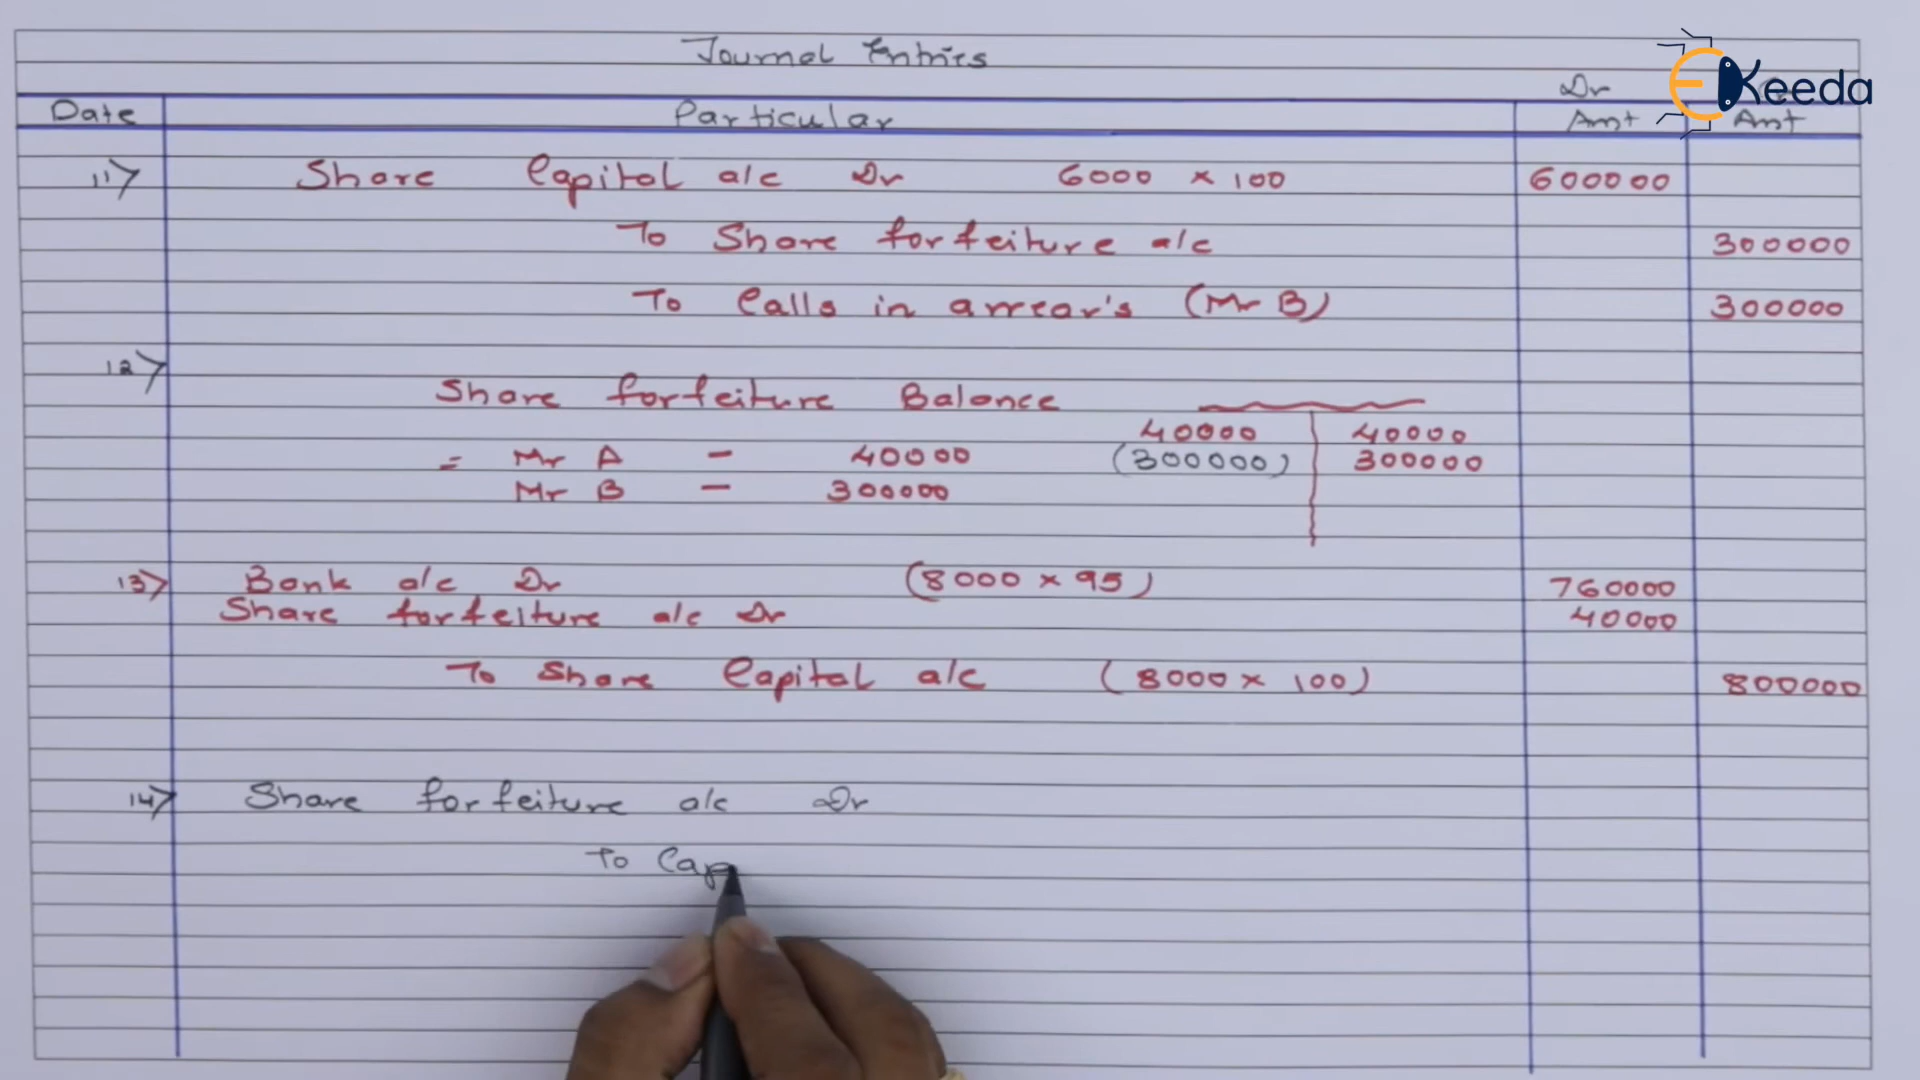 Journal Entries
EKeeda
Dr
Date Particular Amt Amt
11) Share Capital a/c Dr 6000 x 100 600000
To Share forfeiture a/c 300000
To Calls in arrear's (Mr B) 300000
12)
Share forfeiture Balance
40000 40000
= Mr A - 40000 (300000) 300000
Mr B - 300000
13) Bank a/c Dr (8000 x 95) 760000
Share forfeiture a/c Dr 40000
To Share Capital a/c (8000 x 100) 800000
14) Share forfeiture a/c Dr
To Cap